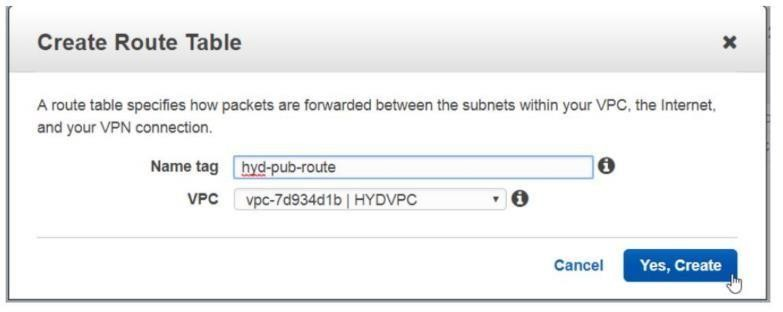 Create Route Table
A route table specifies how packets are forwarded between the subnets within your VPC, the Internet,
and your VPN connection.
Name tag hyd-pub-route
VPC vpc-7d934d1b | HYDVPC
Cancel Yes, Create